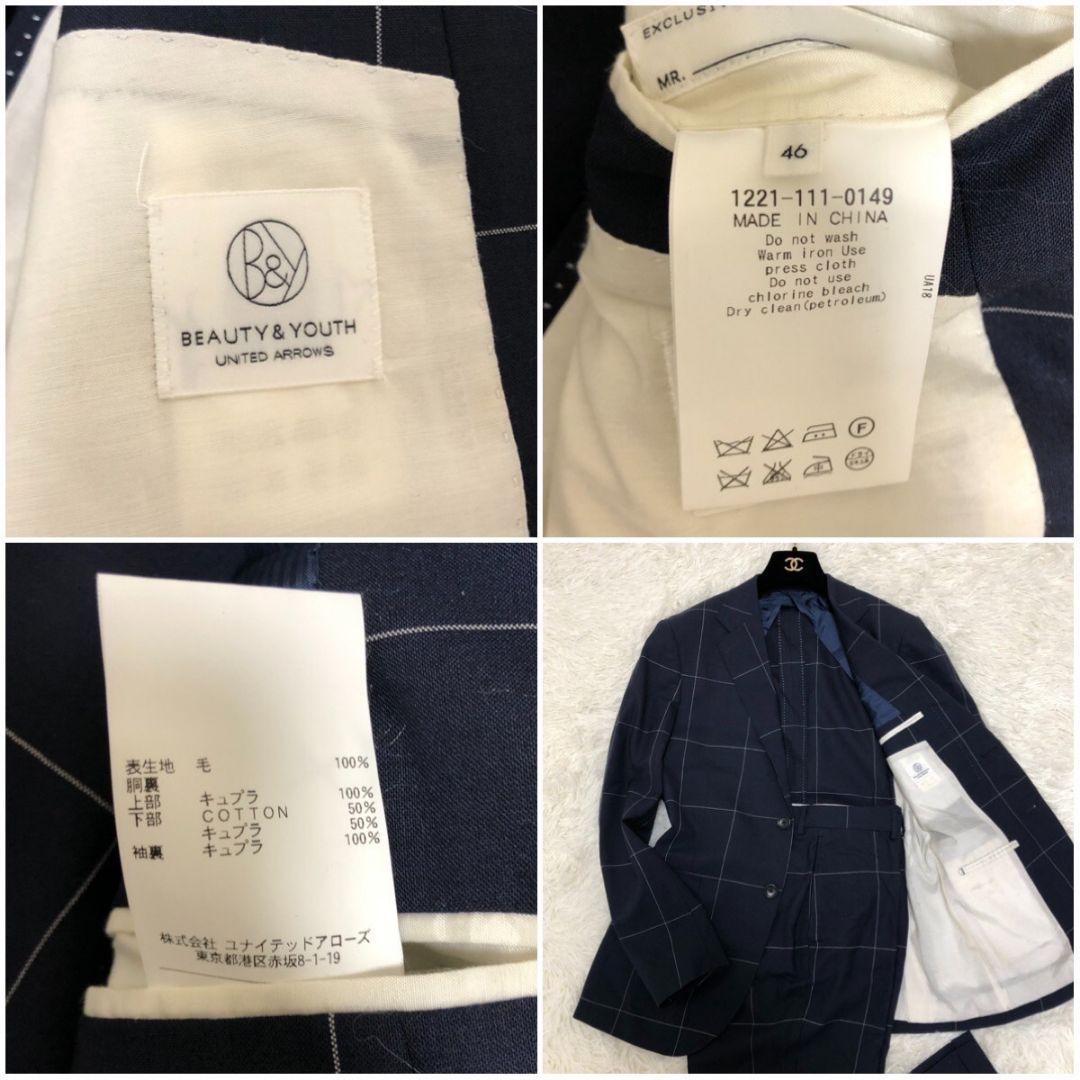 B&Y
BEAUTY & YOUTH
UNITED ARROWS
EXCLUSIV
MR.
46
1221-111-0149
MADE IN CHINA
Do not wash
Warm iron Use
press cloth
Do not use
chlorine bleach
Dry clean(petroleum)
UA18
F
表生地 毛 100%
胴裏
上部 キュプラ 100%
下部 COTTON 50%
キュプラ 50%
袖裏 キュプラ 100%
株式会社 ユナイテッドアローズ
東京都港区赤坂8-1-19